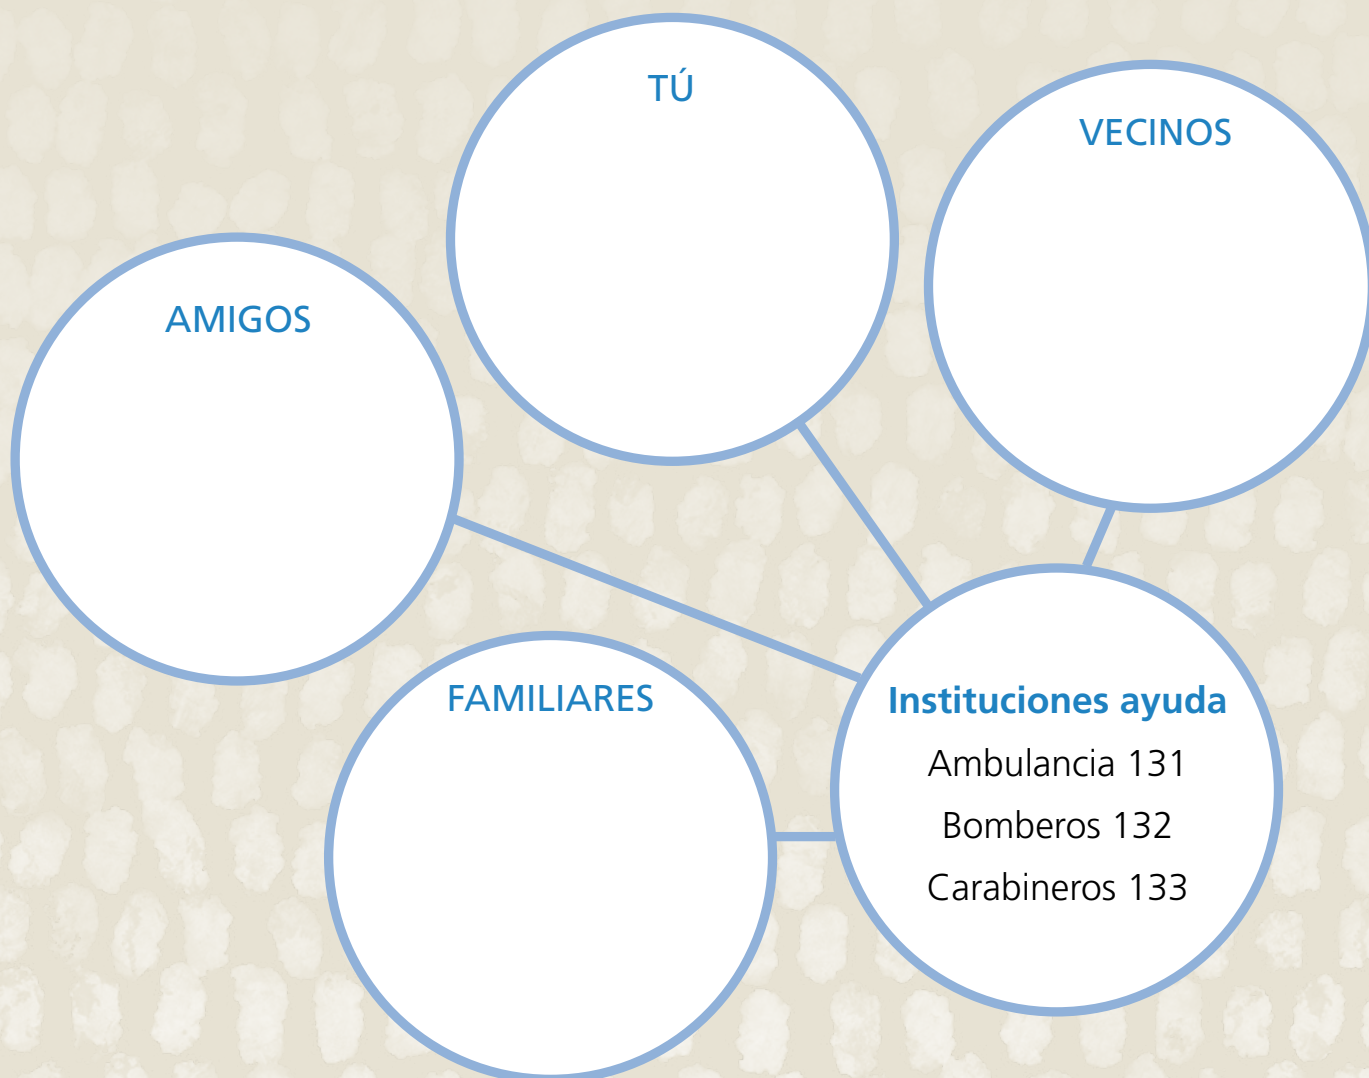 TÚ
VECINOS
AMIGOS
FAMILIARES
Instituciones ayuda
Ambulancia 131
Bomberos 132
Carabineros 133